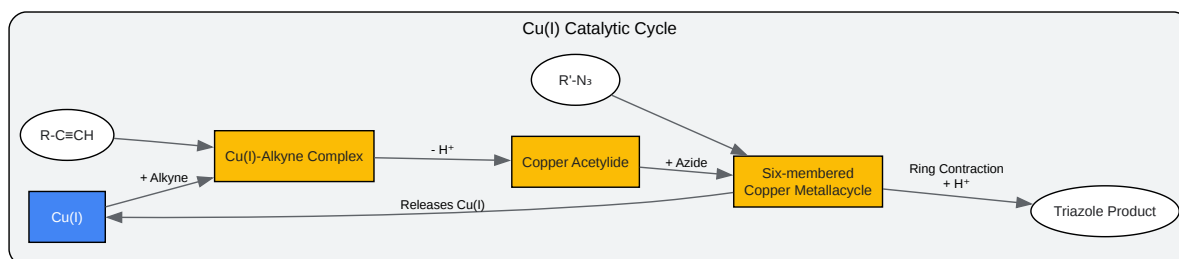 Cu(I) Catalytic Cycle
R'-N₃
R-C≡CH
Cu(I)-Alkyne Complex
- H⁺
Copper Acetylide
+ Azide
Six-membered
Copper Metallacycle
Ring Contraction
+ H⁺
+ Alkyne
Cu(I)
Releases Cu(I)
Triazole Product